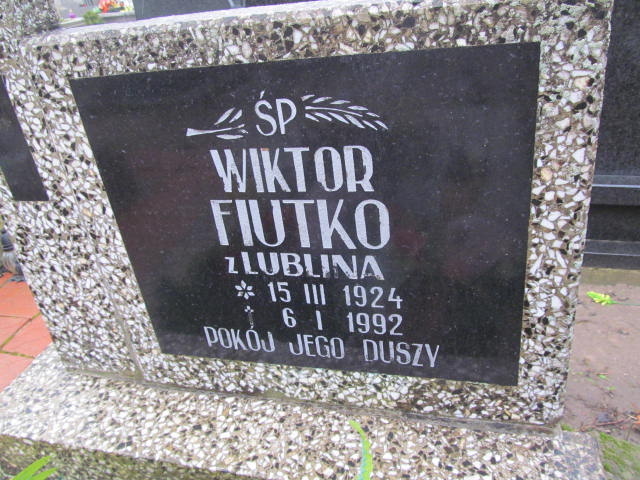 ŚP
WIKTOR
FIUTKO
z LUBLINA
* 15 III 1924
† 6 I 1992
POKÓJ JEGO DUSZY